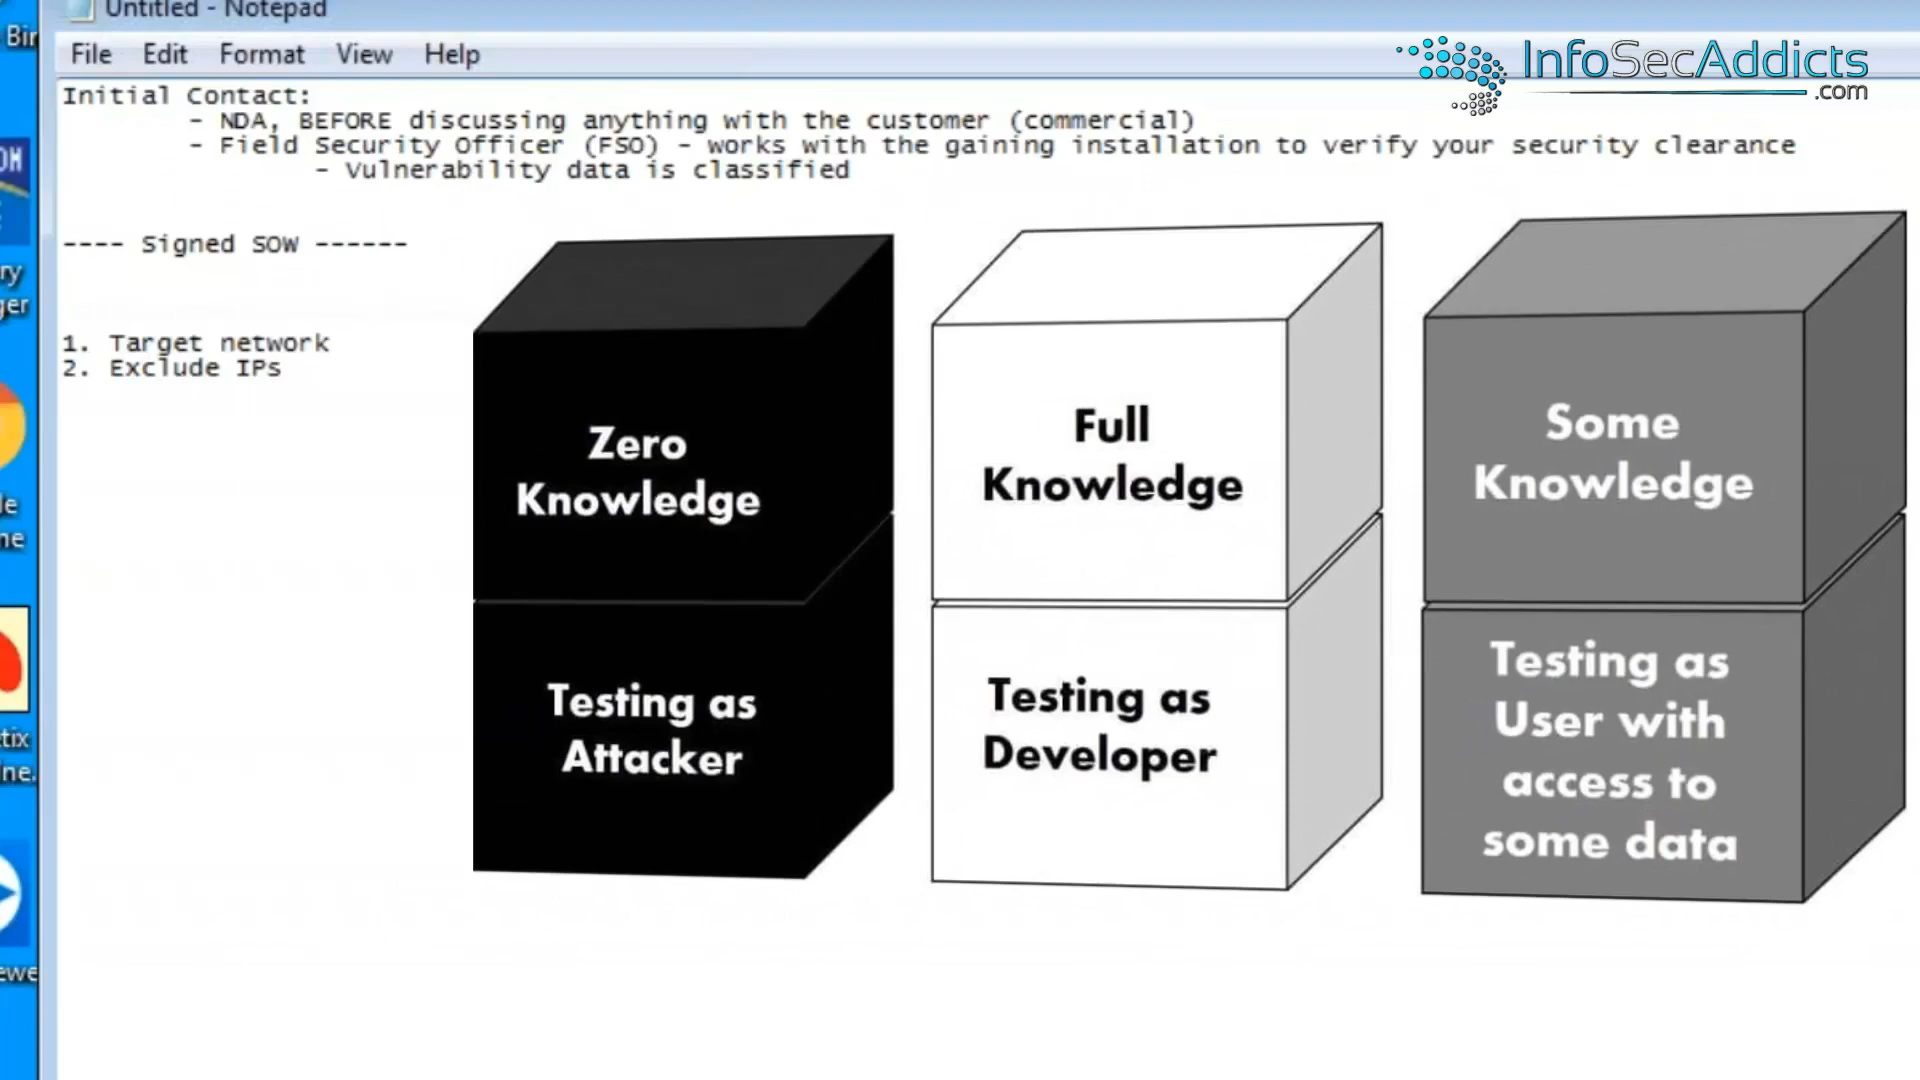 Untitled - Notepad
Bin
File Edit Format View Help
InfoSecAddicts
.com
Initial Contact:
- NDA, BEFORE discussing anything with the customer (commercial)
- Field Security Officer (FSO) - works with the gaining installation to verify your security clearance
- Vulnerability data is classified
---- Signed SOW ------
1. Target network
2. Exclude IPs
Zero
Knowledge
Testing as
Attacker
Full
Knowledge
Testing as
Developer
Some
Knowledge
Testing as
User with
access to
some data